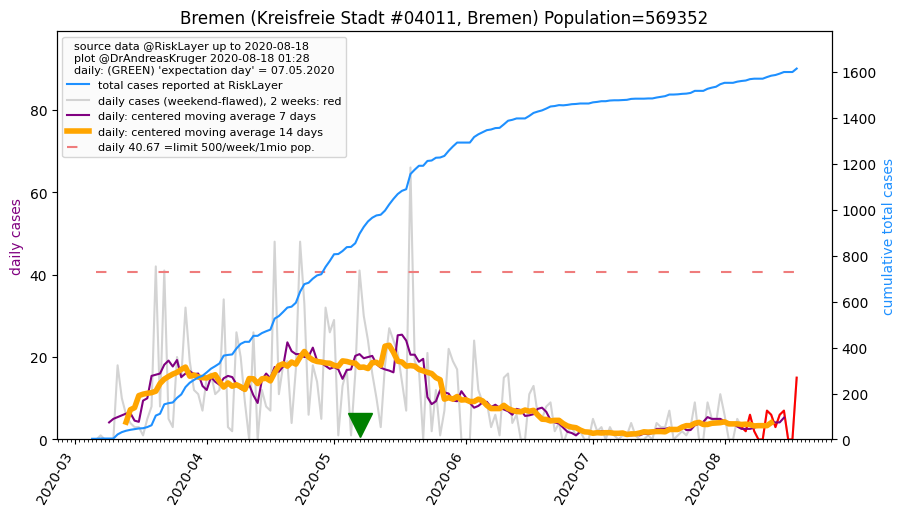 Bremen (Kreisfreie Stadt #04011, Bremen) Population=569352
source data @RiskLayer up to 2020-08-18
plot @DrAndreasKruger 2020-08-18 01:28
daily: (GREEN) 'expectation day' = 07.05.2020
total cases reported at RiskLayer
daily cases (weekend-flawed), 2 weeks: red
daily: centered moving average 7 days
daily: centered moving average 14 days
daily 40.67 =limit 500/week/1mio pop.
daily cases
80
60
40
20
0
cumulative total cases
1600
1400
1200
1000
800
600
400
200
0
2020-03
2020-04
2020-05
2020-06
2020-07
2020-08